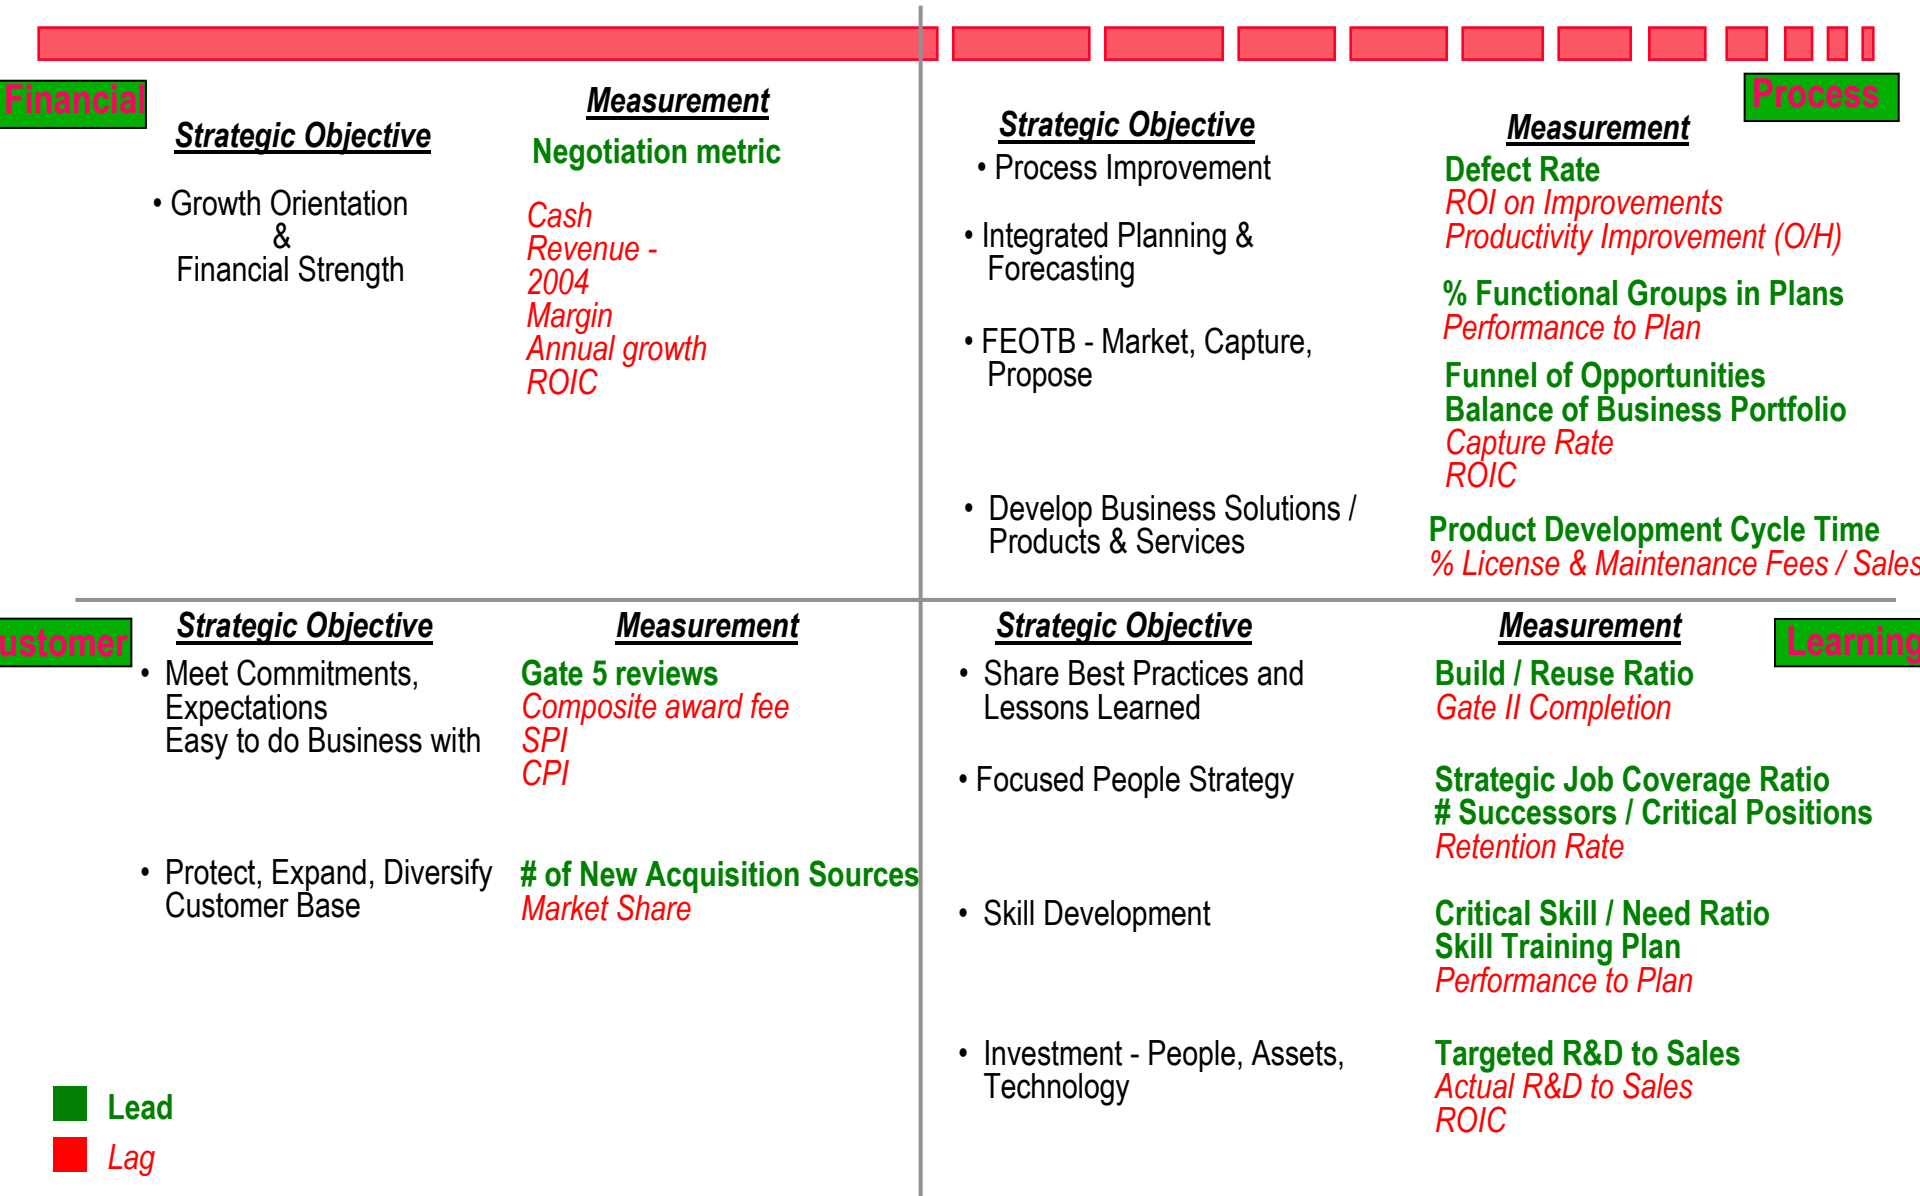 Financial
Strategic Objective
• Growth Orientation
&
Financial Strength
Measurement
Negotiation metric
Cash
Revenue -
2004
Margin
Annual growth
ROIC
Process
Strategic Objective
• Process Improvement
• Integrated Planning &
Forecasting
• FEOTB - Market, Capture,
Propose
• Develop Business Solutions /
Products & Services
Measurement
Defect Rate
ROI on Improvements
Productivity Improvement (O/H)
% Functional Groups in Plans
Performance to Plan
Funnel of Opportunities
Balance of Business Portfolio
Capture Rate
ROIC
Product Development Cycle Time
% License & Maintenance Fees / Sales
ustomer
Strategic Objective
• Meet Commitments,
Expectations
Easy to do Business with
• Protect, Expand, Diversify
Customer Base
Measurement
Gate 5 reviews
Composite award fee
SPI
CPI
# of New Acquisition Sources
Market Share
Lead
Lag
Learning
Strategic Objective
• Share Best Practices and
Lessons Learned
• Focused People Strategy
• Skill Development
• Investment - People, Assets,
Technology
Measurement
Build / Reuse Ratio
Gate II Completion
Strategic Job Coverage Ratio
# Successors / Critical Positions
Retention Rate
Critical Skill / Need Ratio
Skill Training Plan
Performance to Plan
Targeted R&D to Sales
Actual R&D to Sales
ROIC